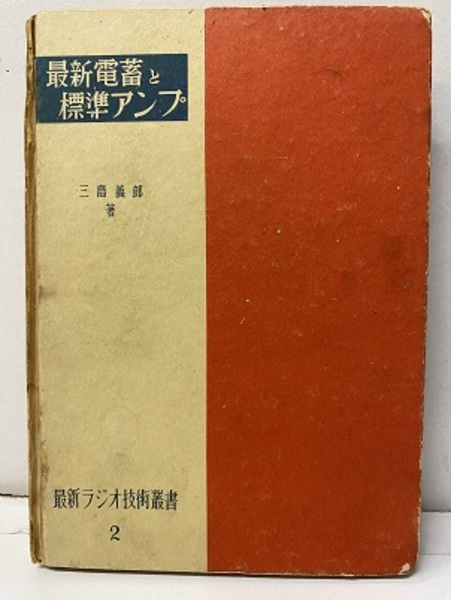 最新電蓄と
標準アンプ
三島義郎
著
最新ラジオ技術叢書
2